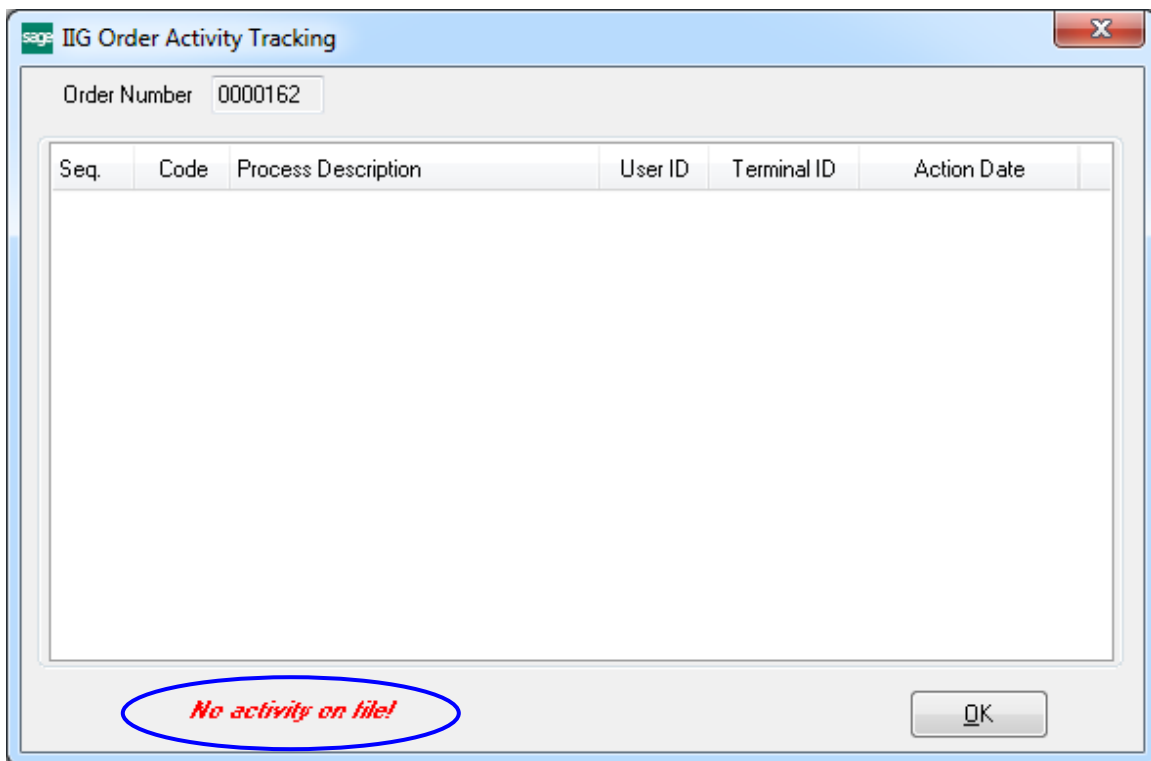 sage IIG Order Activity Tracking
Order Number 0000162
Seq. Code Process Description User ID Terminal ID Action Date
No activity on file!
OK